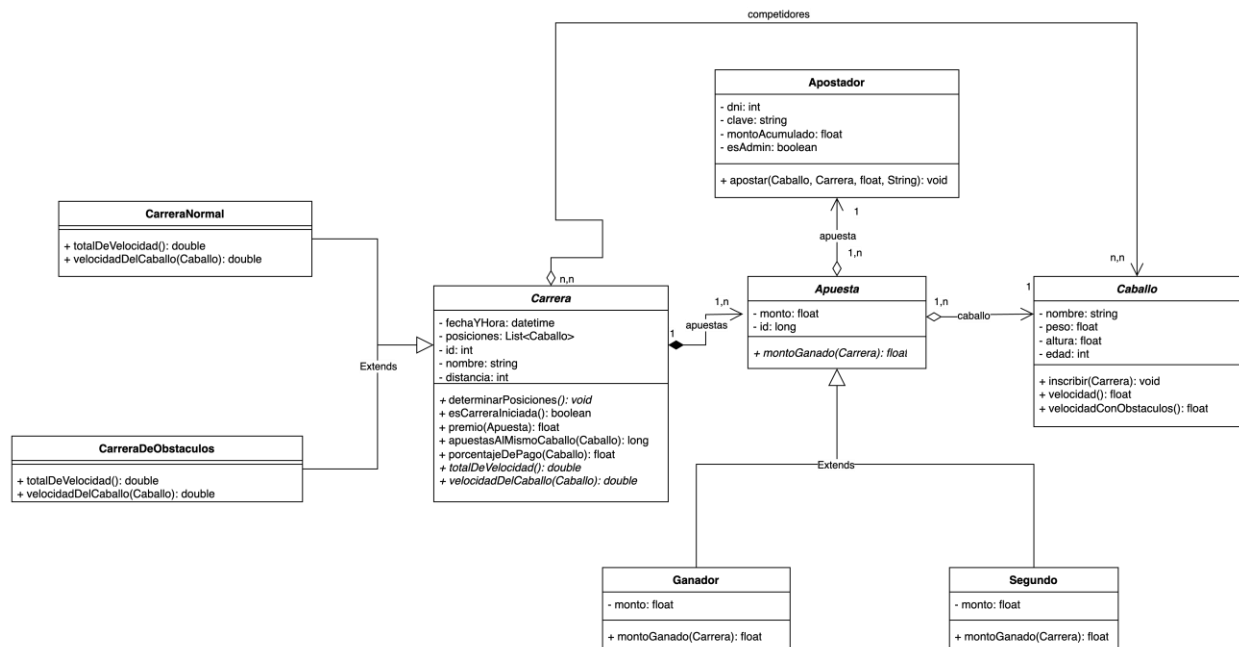 competidores
Apostador
- dni: int
- clave: string
- montoAcumulado: float
- esAdmin: boolean
+ apostar(Caballo, Carrera, float, String): void
1
apuesta
1,n
CarreraNormal
+ totalDeVelocidad(): double
+ velocidadDelCaballo(Caballo): double
Extends
CarreraDeObstaculos
+ totalDeVelocidad(): double
+ velocidadDelCaballo(Caballo): double
n,n
Carrera
- fechaYHora: datetime
- posiciones: List<Caballo>
- id: int
- nombre: string
- distancia: int
+ determinarPosiciones(): void
+ esCarreraIniciada(): boolean
+ premio(Apuesta): float
+ apuestasAlMismoCaballo(Caballo): long
+ porcentajeDePago(Caballo): float
+ totalDeVelocidad(): double
+ velocidadDelCaballo(Caballo): double
1
apuestas
1,n
Apuesta
- monto: float
- id: long
+ montoGanado(Carrera): float
1,n
caballo
1
n,n
Caballo
- nombre: string
- peso: float
- altura: float
- edad: int
+ inscribir(Carrera): void
+ velocidad(): float
+ velocidadConObstaculos(): float
Extends
Ganador
- monto: float
+ montoGanado(Carrera): float
Segundo
- monto: float
+ montoGanado(Carrera): float